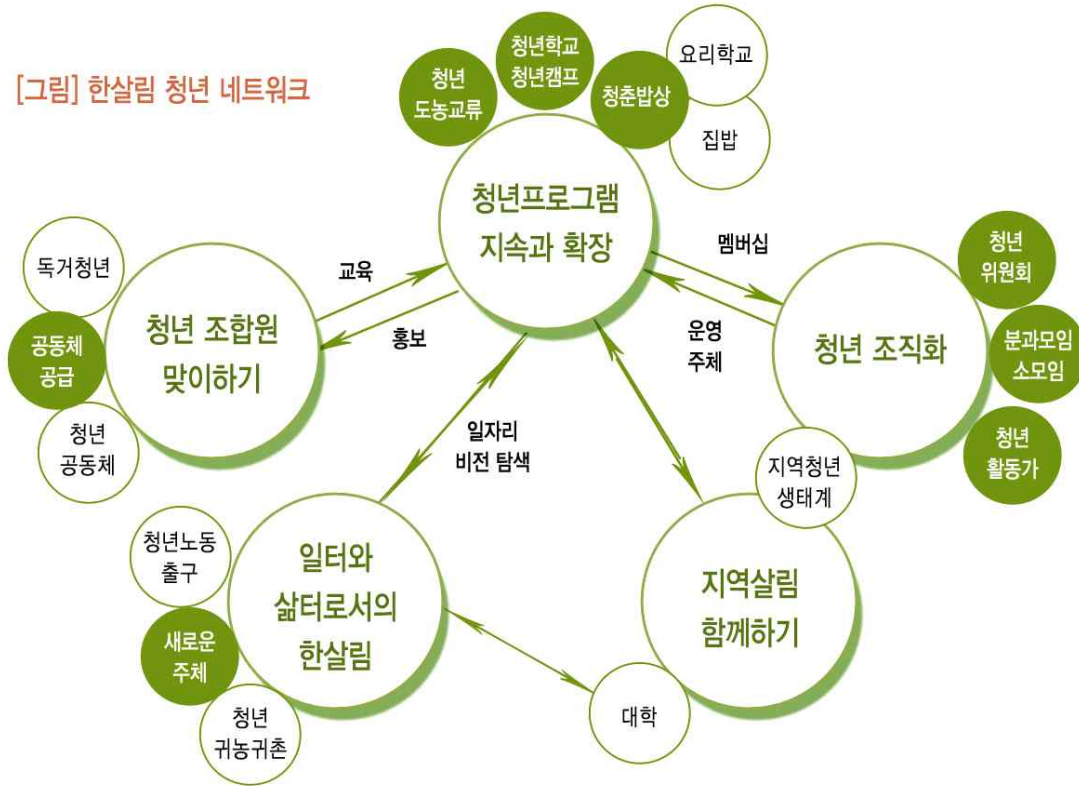 [그림] 한살림 청년 네트워크
청년
도농교류
청년학교
청년캠프
청춘밥상
요리학교
집밥
청년프로그램
지속과 확장
독거청년
공동체
공급
청년
공동체
청년 조합원
맞이하기
교육
홍보
멤버십
운영
주체
청년 조직화
청년
위원회
분과모임
소모임
청년
활동가
지역청년
생태계
일자리
비전 탐색
청년노동
출구
새로운
주체
청년
귀농귀촌
일터와
삶터로서의
한살림
지역살림
함께하기
대학